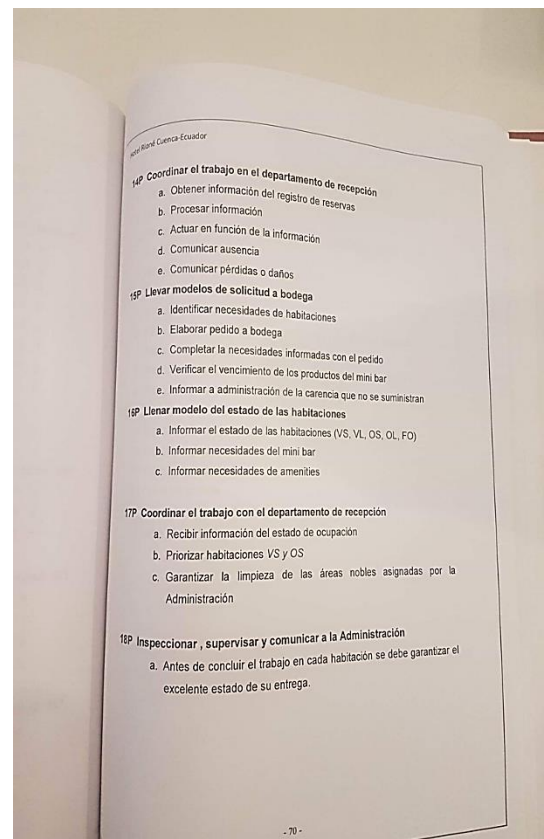 Hotel Rioné Cuenca-Ecuador
14P Coordinar el trabajo en el departamento de recepción
a. Obtener información del registro de reservas
b. Procesar información
c. Actuar en función de la información
d. Comunicar ausencia
e. Comunicar pérdidas o daños
15P Llevar modelos de solicitud a bodega
a. Identificar necesidades de habitaciones
b. Elaborar pedido a bodega
c. Completar la necesidades informadas con el pedido
d. Verificar el vencimiento de los productos del mini bar
e. Informar a administración de la carencia que no se suministran
16P Llenar modelo del estado de las habitaciones
a. Informar el estado de las habitaciones (VS, VL, OS, OL, FO)
b. Informar necesidades del mini bar
c. Informar necesidades de amenities
17P Coordinar el trabajo con el departamento de recepción
a. Recibir información del estado de ocupación
b. Priorizar habitaciones VS y OS
c. Garantizar la limpieza de las áreas nobles asignadas por la
Administración
18P Inspeccionar , supervisar y comunicar a la Administración
a. Antes de concluir el trabajo en cada habitación se debe garantizar el
excelente estado de su entrega.
- 70 -